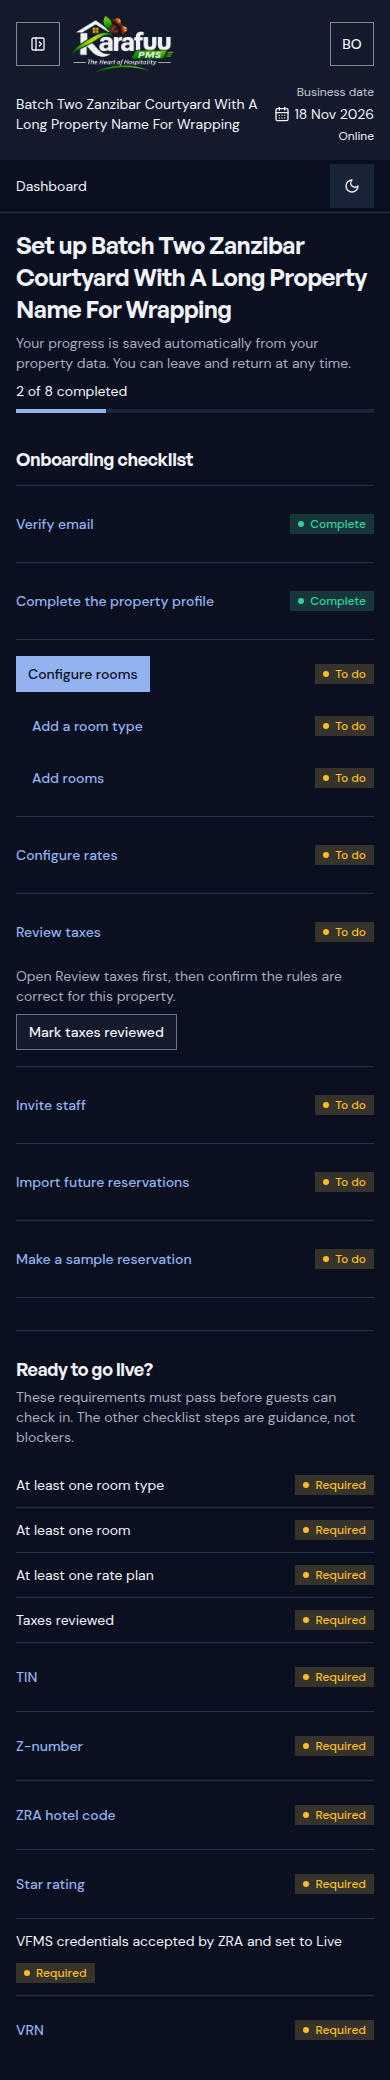 Karafuu
PMS
The Heart of Hospitality
BO
Batch Two Zanzibar Courtyard With A
Long Property Name For Wrapping
Business date
18 Nov 2026
Online
Dashboard
Set up Batch Two Zanzibar
Courtyard With A Long Property
Name For Wrapping
Your progress is saved automatically from your
property data. You can leave and return at any time.
2 of 8 completed
Onboarding checklist
Verify email
Complete
Complete the property profile
Complete
Configure rooms
To do
Add a room type
To do
Add rooms
To do
Configure rates
To do
Review taxes
To do
Open Review taxes first, then confirm the rules are
correct for this property.
Mark taxes reviewed
Invite staff
To do
Import future reservations
To do
Make a sample reservation
To do
Ready to go live?
These requirements must pass before guests can
check in. The other checklist steps are guidance, not
blockers.
At least one room type
Required
At least one room
Required
At least one rate plan
Required
Taxes reviewed
Required
TIN
Required
Z-number
Required
ZRA hotel code
Required
Star rating
Required
VFMS credentials accepted by ZRA and set to Live
Required
VRN
Required